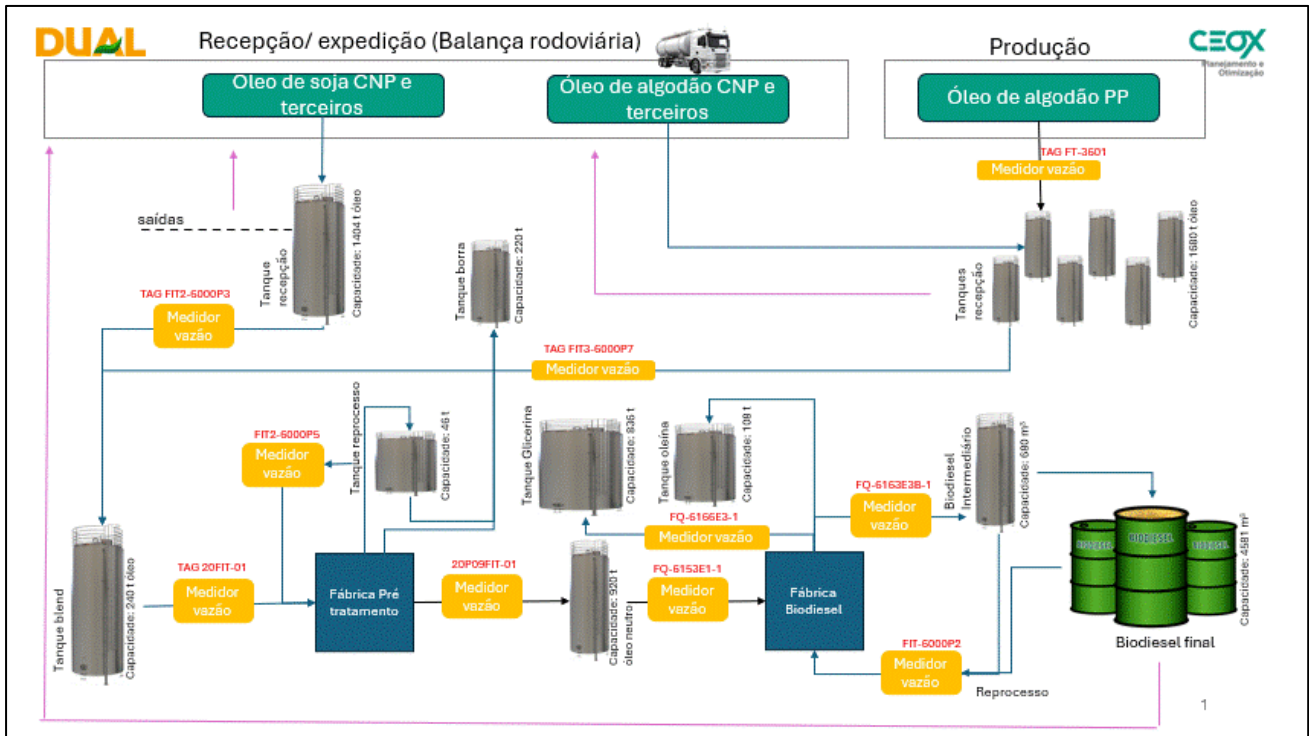 DUAL
Recepção/ expedição (Balança rodoviária)
Produção
CEOX
Planejamento e
Otimização
Óleo de soja CNP e
terceiros
Óleo de algodão CNP e
terceiros
Óleo de algodão PP
TAG FT-3601
Medidor vazão
saídas
Tanque
recepção
Capacidade: 1404 t óleo
Tanque borra
Capacidade: 220 t
Tanques
recepção
Capacidade: 1680 t óleo
TAG FIT2-6000P3
Medidor
vazão
TAG FIT3-6000P7
Medidor vazão
FIT2-6000P5
Medidor
vazão
Tanque reprocesso
Capacidade: 46 t
Tanque Glicerina
Capacidade: 836 t
Tanque oleína
Capacidade: 108 t
FQ-6163E3B-1
Medidor
vazão
Biodiesel
Intermediário
Capacidade: 680 m³
FQ-6166E3-1
Medidor vazão
BIODIESEL
BIODIESEL
BIODIESEL
Capacidade: 4581 m³
Biodiesel final
Tanque blend
Capacidade: 240 t óleo
TAG 20FIT-01
Medidor
vazão
Fábrica Pré
tratamento
20P09FIT-01
Medidor
vazão
Capacidade: 920 t
óleo neutro
FQ-6153E1-1
Medidor
vazão
Fábrica
Biodiesel
FIT-6000P2
Medidor
vazão
Reprocesso
1